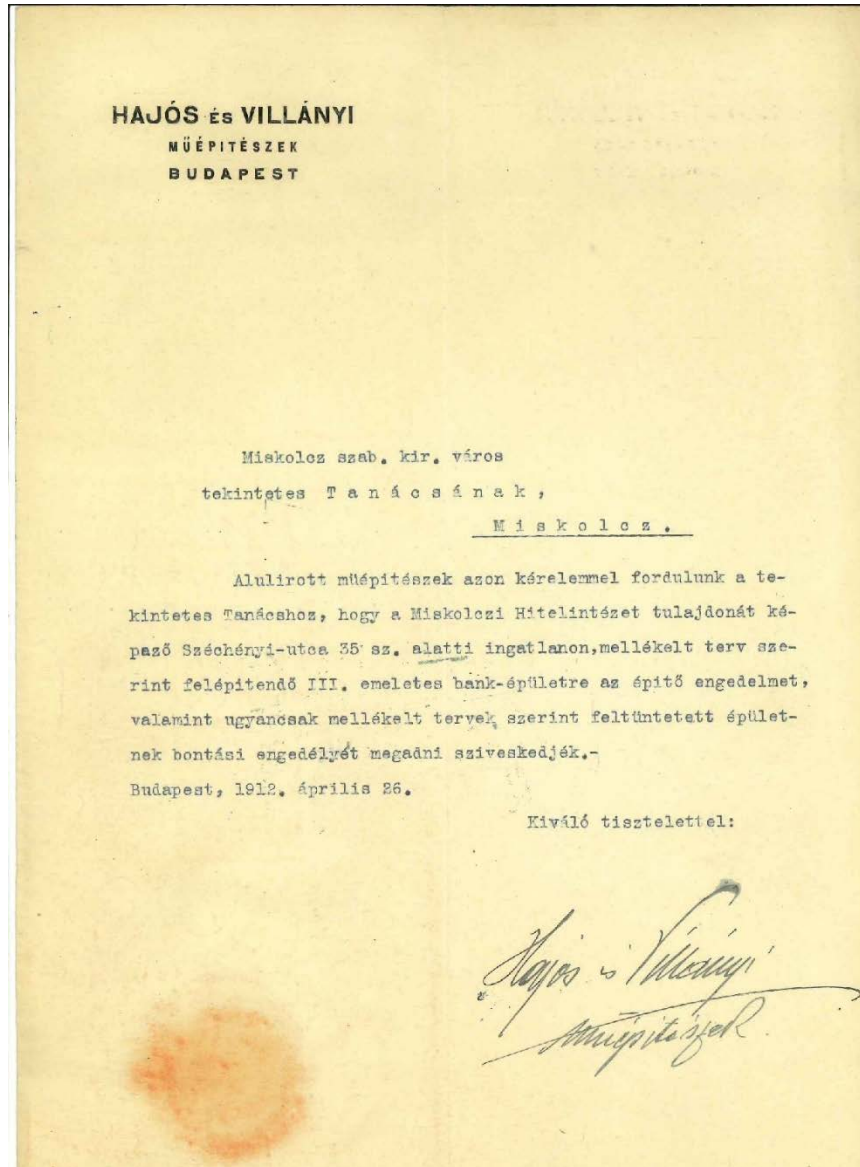 HAJÓS ÉS VILLÁNYI
MŰÉPITÉSZEK
BUDAPEST
Miskolcz szab. kir. város
tekintetes T a n á c s á n a k ,
M i s k o l c z .
Alulirott müépitészek azon kérelemmel fordulunk a te-
kintetes Tanácshoz, hogy a Miskolczi Hitelintézet tulajdonát ké-
paző Széchényi-utca 35 sz. alatti ingatlanon,mellékelt terv sze-
rint felépitendő III. emeletes bank-épületre az épitő engedelmet,
valamint ugyancsak mellékelt tervek szerint feltüntetett épület-
nek bontási engedélyét megadni sziveskedjék.-
Budapest, 1912. április 26.
Kiváló tisztelettel:
Hajós és Villányi
műépitészek